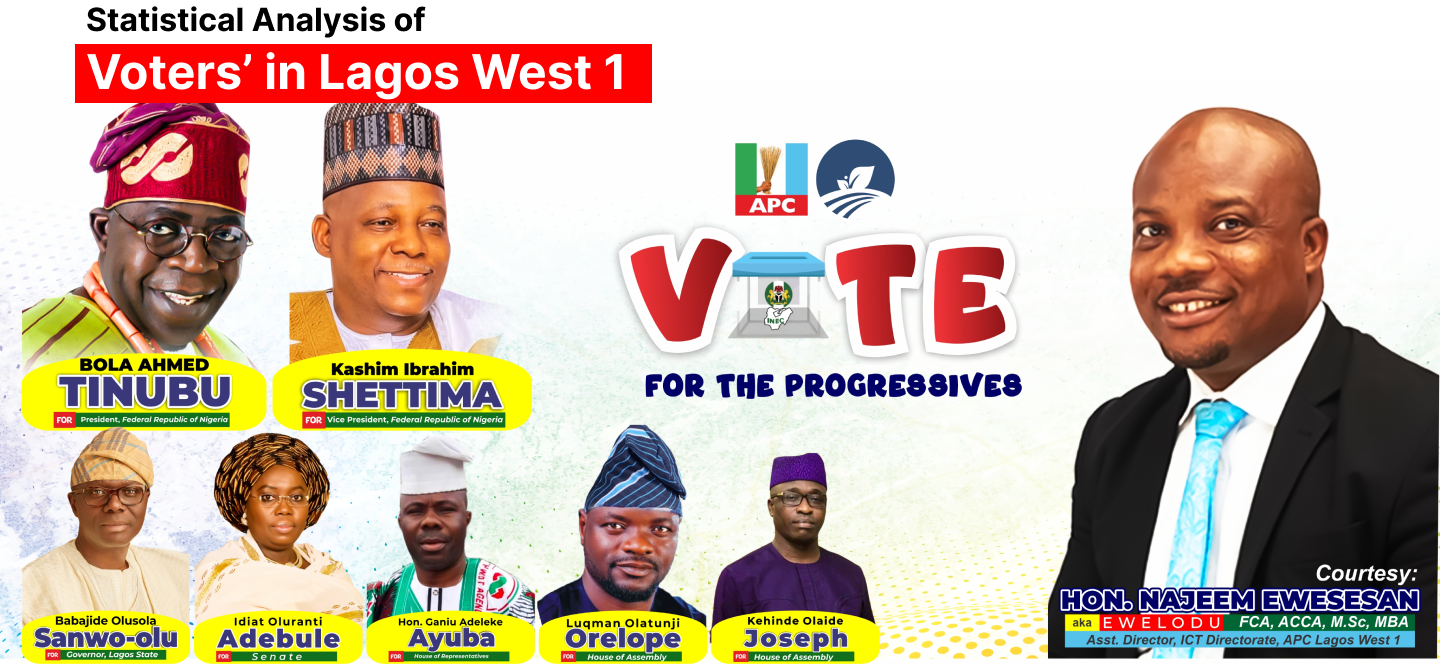 Statistical Analysis of
Voters’ in Lagos West 1
APC
VOTE
INEC
FOR THE PROGRESSIVES
BOLA AHMED
TINUBU
FOR President, Federal Republic of Nigeria
Kashim Ibrahim
SHETTIMA
FOR Vice President, Federal Republic of Nigeria
Babajide Olusola
Sanwo-olu
FOR Governor, Lagos State
Idiat Oluranti
Adebule
FOR Senate
Hon. Ganiu Adeleke
Ayuba
FOR House of Representatives
Luqman Olatunji
Orelope
FOR House of Assembly
Kehinde Olaide
Joseph
FOR House of Assembly
Courtesy:
HON. NAJEEM EWESESAN
aka EWELODU FCA, ACCA, M.Sc, MBA
Asst. Director, ICT Directorate, APC Lagos West 1